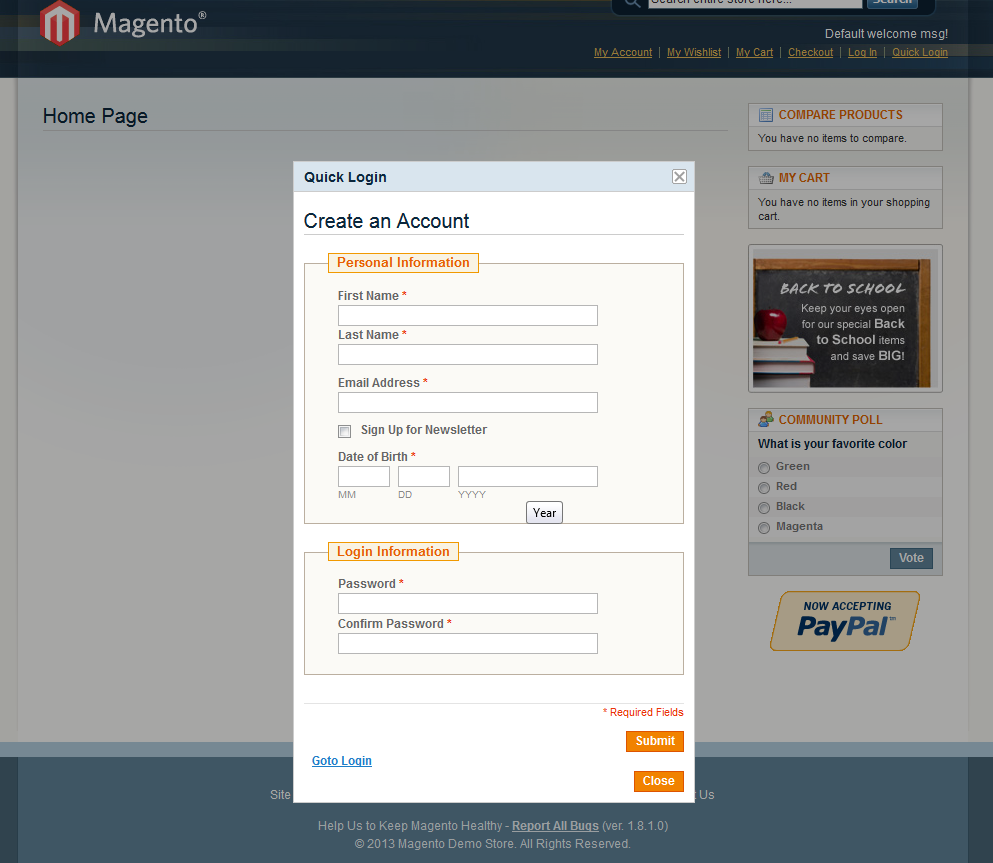 Magento®
Search entire store here...
Search
Default welcome msg!
My Account | My Wishlist | My Cart | Checkout | Log In | Quick Login
Home Page
COMPARE PRODUCTS
You have no items to compare.
MY CART
You have no items in your shopping
cart.
BACK TO SCHOOL
Keep your eyes open
for our special Back
to School items
and save BIG!
COMMUNITY POLL
What is your favorite color
Green
Red
Black
Magenta
Vote
NOW ACCEPTING
PayPal™
Quick Login
Create an Account
Personal Information
First Name *
Last Name *
Email Address *
Sign Up for Newsletter
Date of Birth *
MM DD YYYY
Year
Login Information
Password *
Confirm Password *
* Required Fields
Submit
Goto Login
Close
Site
Us
Help Us to Keep Magento Healthy - Report All Bugs (ver. 1.8.1.0)
© 2013 Magento Demo Store. All Rights Reserved.